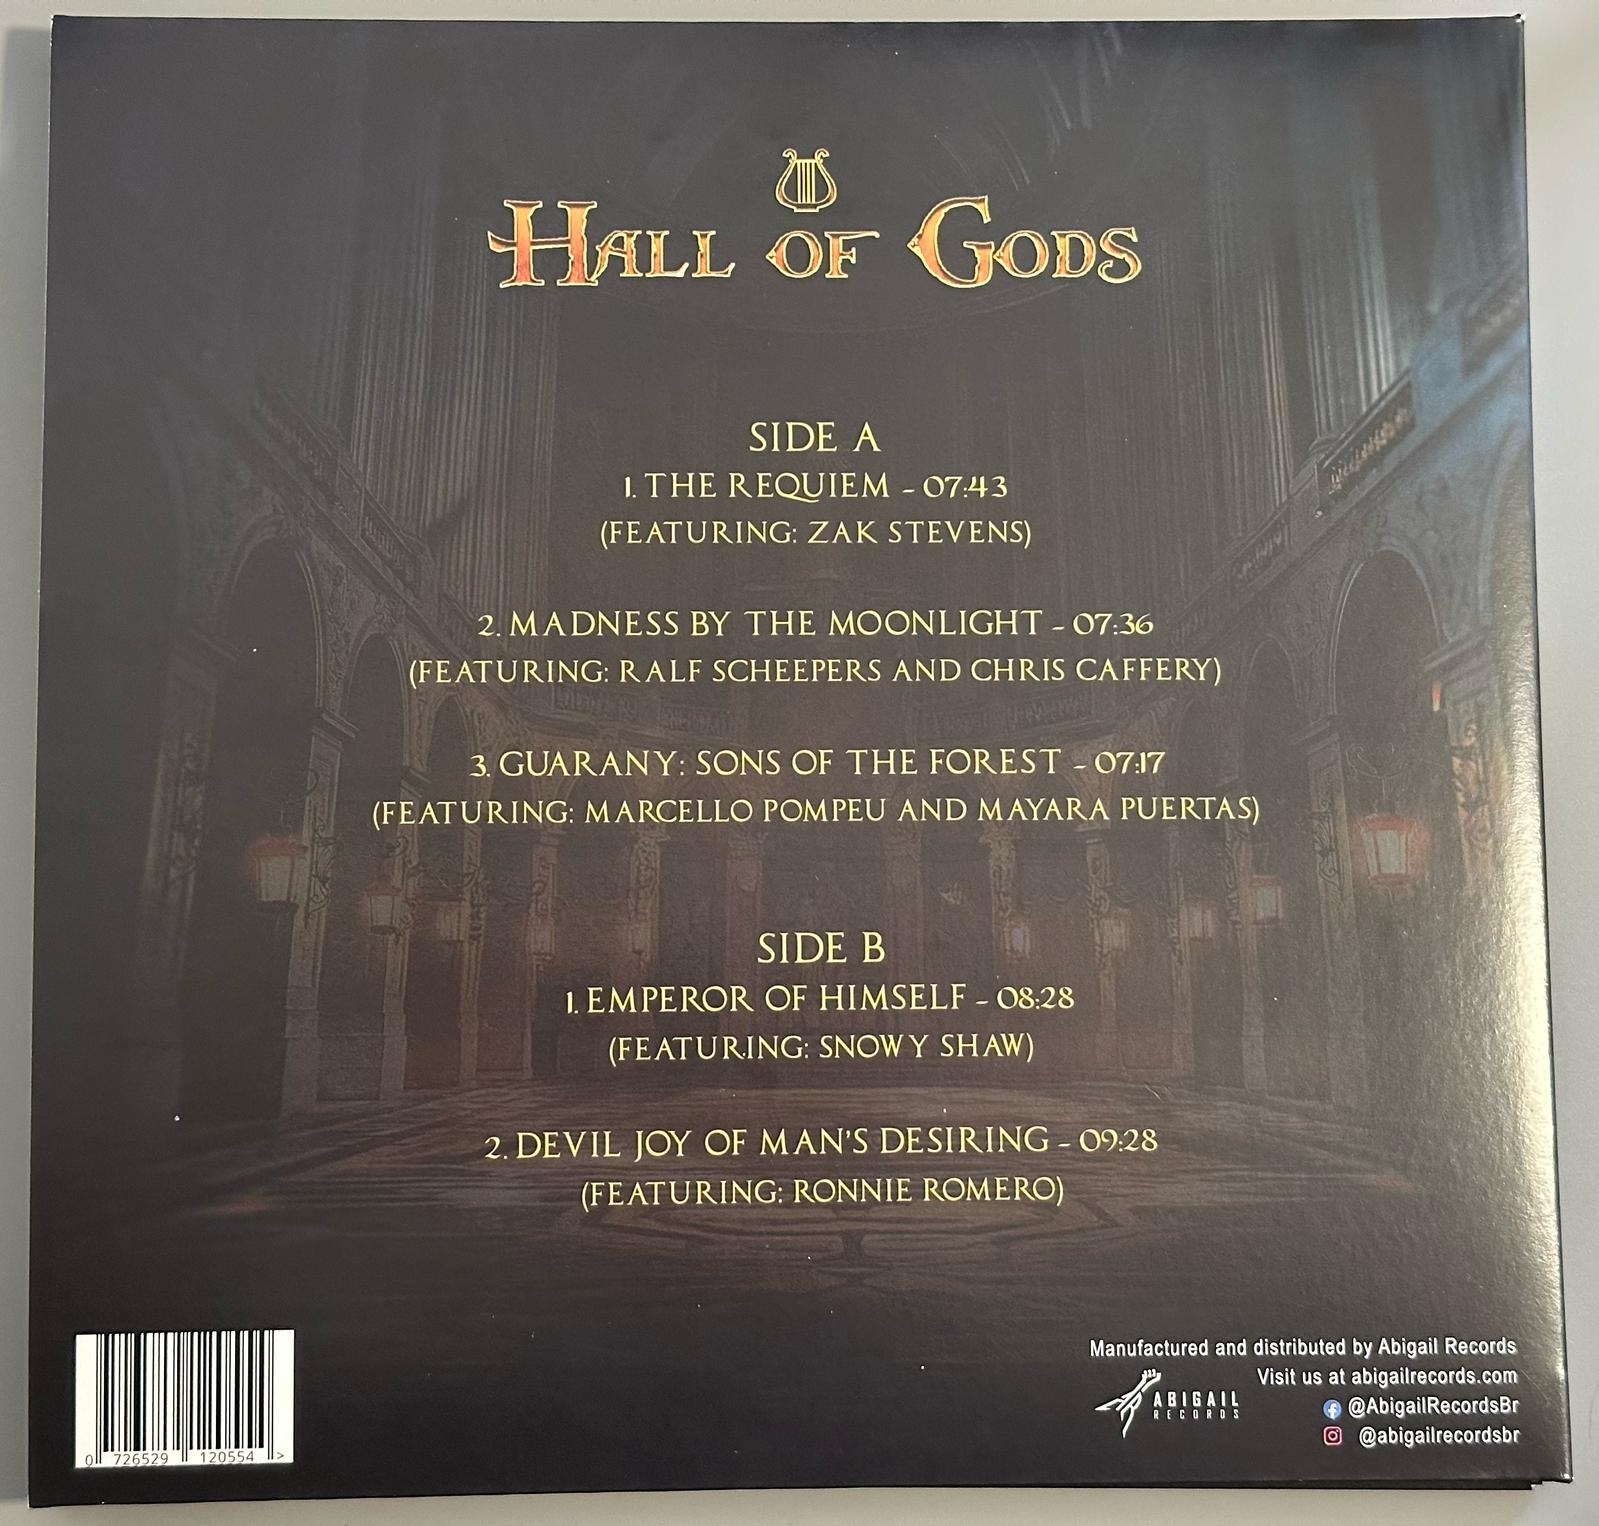 HALL OF GODS
SIDE A
1. THE REQUIEM - 07:43
(FEATURING: ZAK STEVENS)
2. MADNESS BY THE MOONLIGHT - 07:36
(FEATURING: RALF SCHEEPERS AND CHRIS CAFFERY)
3. GUARANY: SONS OF THE FOREST - 07:17
(FEATURING: MARCELLO POMPEU AND MAYARA PUERTAS)
SIDE B
1. EMPEROR OF HIMSELF - 08:28
(FEATURING: SNOWY SHAW)
2. DEVIL JOY OF MAN'S DESIRING - 09:28
(FEATURING: RONNIE ROMERO)
0 726529 120554 >
Manufactured and distributed by Abigail Records
Visit us at abigailrecords.com
ABIGAIL
RECORDS
@AbigailRecordsBr
@abigailrecordsbr